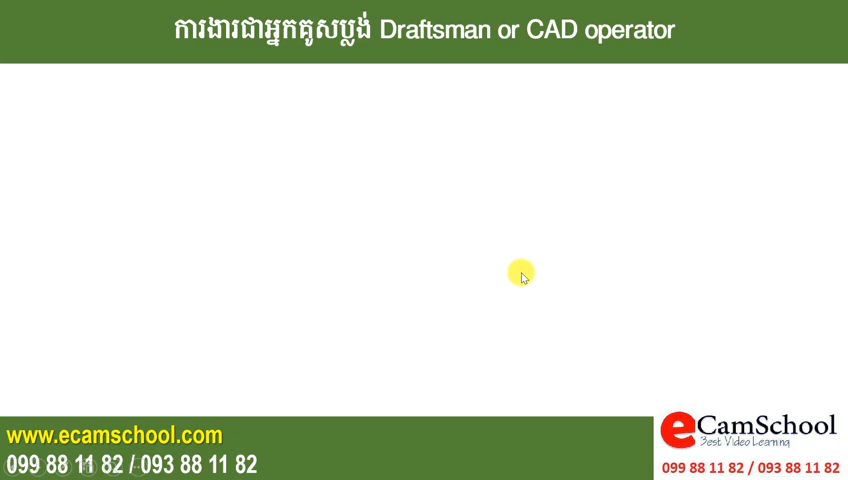 ការងារជាអ្នកគូសប្លង់ Draftsman or CAD operator
www.ecamschool.com
099 88 11 82 / 093 88 11 82
eCamSchool
Best Video Learning
099 88 11 82 / 093 88 11 82